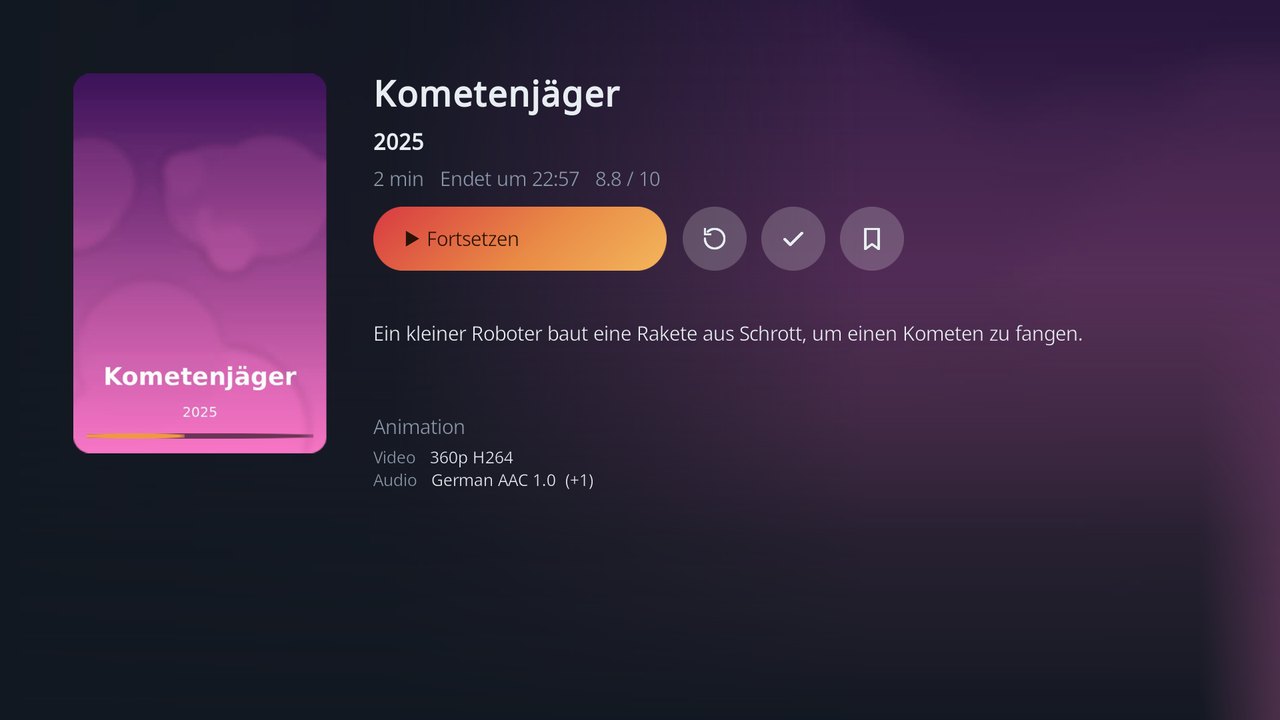 Kometenjäger
2025
Kometenjäger
2025
2 min Endet um 22:57 8.8 / 10
Fortsetzen
Ein kleiner Roboter baut eine Rakete aus Schrott, um einen Kometen zu fangen.
Animation
Video 360p H264
Audio German AAC 1.0 (+1)